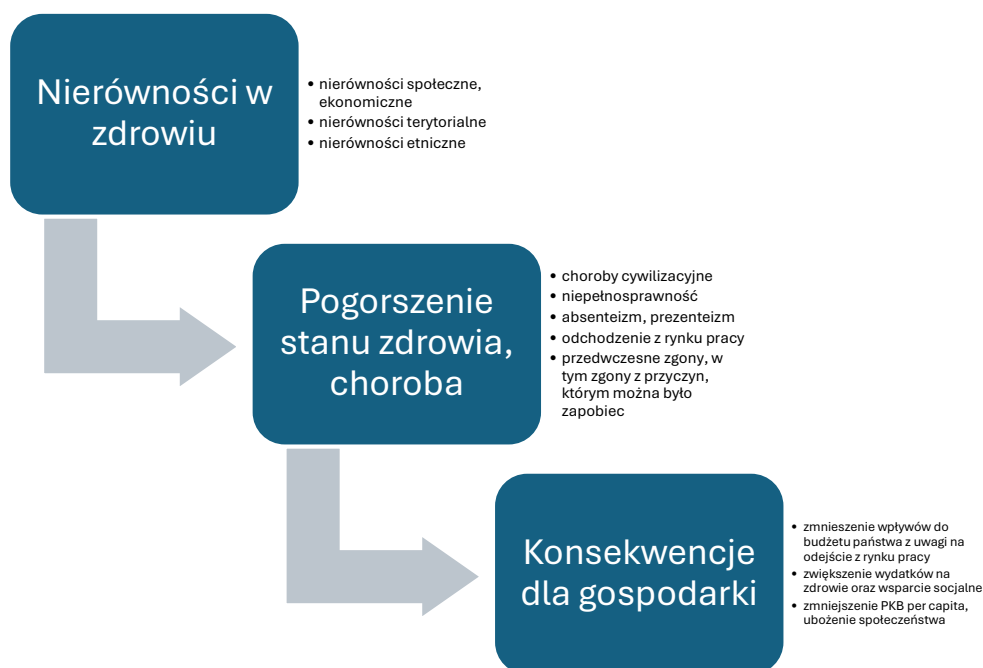 Nierówności w
zdrowiu
• nierówności społeczne,
ekonomiczne
• nierówności terytorialne
• nierówności etniczne
Pogorszenie
stanu zdrowia,
choroba
• choroby cywilizacyjne
• niepełnosprawność
• absenteizm, prezenteizm
• odchodzenie z rynku pracy
• przedwczesne zgony, w
tym zgony z przyczyn,
którym można było
zapobiec
Konsekwencje
dla gospodarki
• zmnieszenie wpływów do
budżetu państwa z uwagi na
odejście z rynku pracy
• zwiększenie wydatków na
zdrowie oraz wsparcie socjalne
• zmniejszenie PKB per capita,
ubożenie społeczeństwa